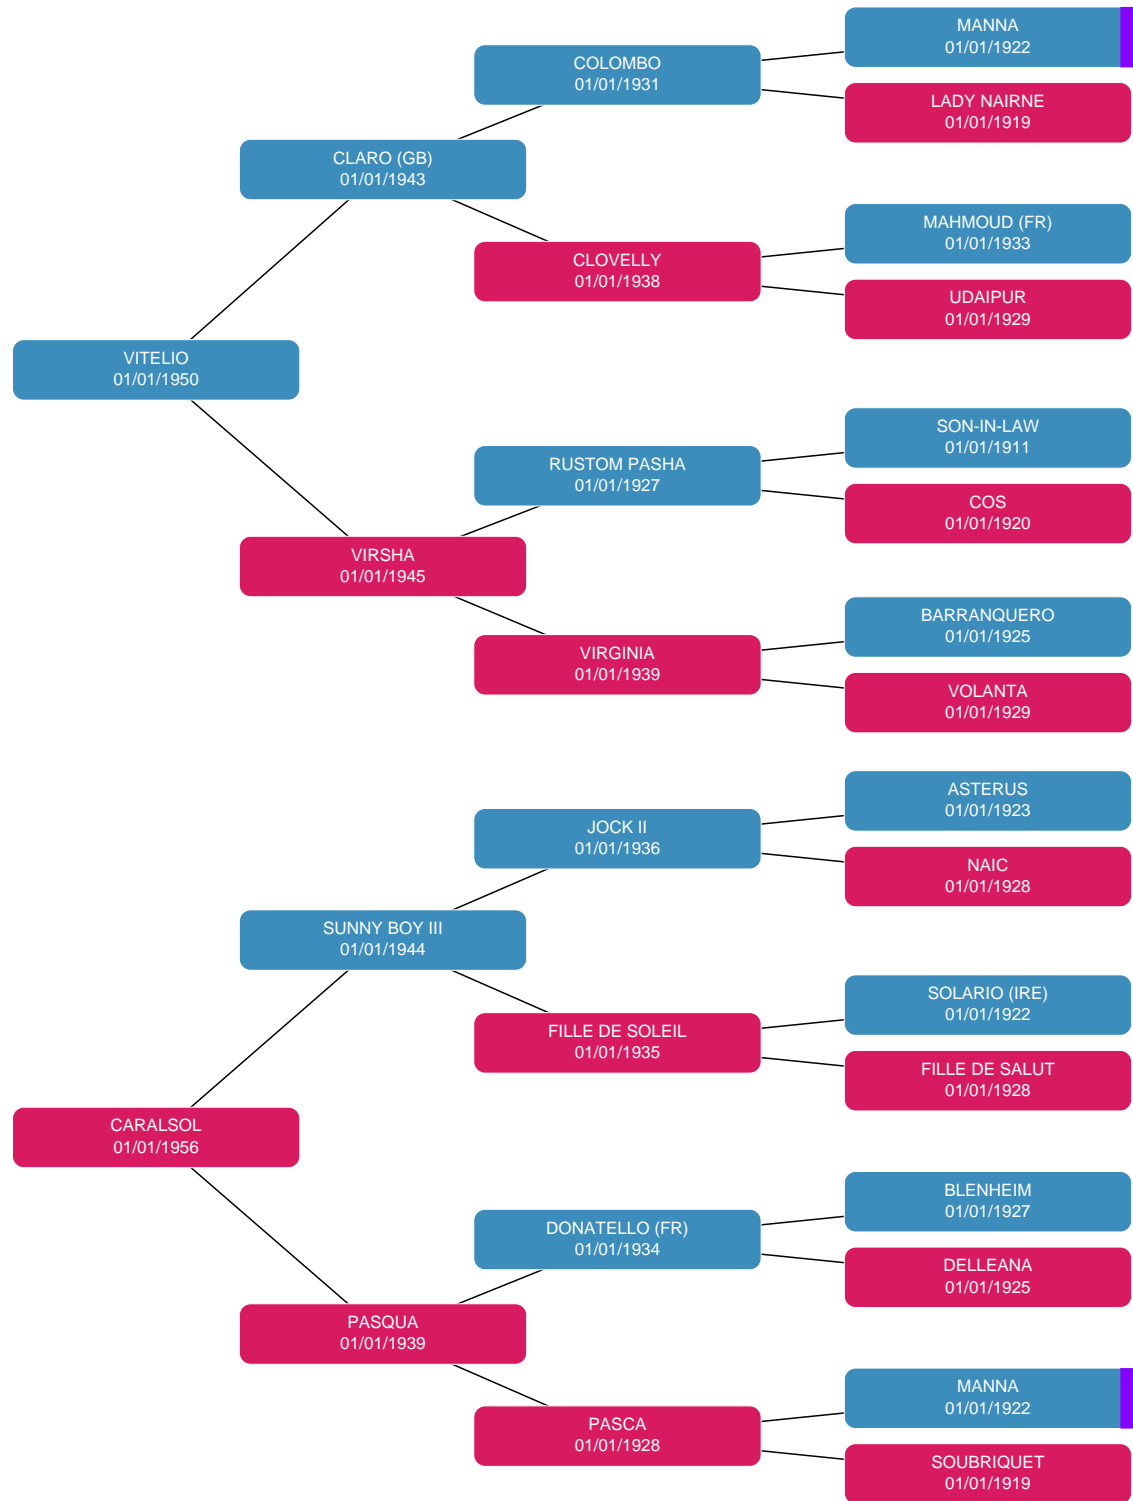 MANNA
01/01/1922
COLOMBO
01/01/1931
LADY NAIRNE
01/01/1919
CLARO (GB)
01/01/1943
MAHMOUD (FR)
01/01/1933
CLOVELLY
01/01/1938
UDAIPUR
01/01/1929
VITELIO
01/01/1950
SON-IN-LAW
01/01/1911
RUSTOM PASHA
01/01/1927
COS
01/01/1920
VIRSHA
01/01/1945
BARRANQUERO
01/01/1925
VIRGINIA
01/01/1939
VOLANTA
01/01/1929
ASTERUS
01/01/1923
JOCK II
01/01/1936
NAIC
01/01/1928
SUNNY BOY III
01/01/1944
SOLARIO (IRE)
01/01/1922
FILLE DE SOLEIL
01/01/1935
FILLE DE SALUT
01/01/1928
CARALSOL
01/01/1956
BLENHEIM
01/01/1927
DONATELLO (FR)
01/01/1934
DELLEANA
01/01/1925
PASQUA
01/01/1939
MANNA
01/01/1922
PASCA
01/01/1928
SOUBRIQUET
01/01/1919